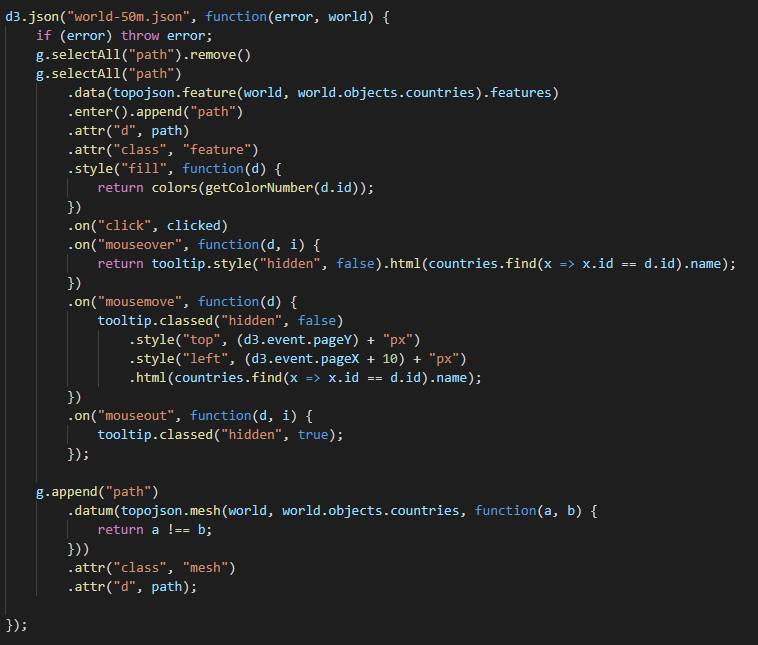 d3.json("world-50m.json", function(error, world) {
    if (error) throw error;
    g.selectAll("path").remove()
    g.selectAll("path")
        .data(topojson.feature(world, world.objects.countries).features)
        .enter().append("path")
        .attr("d", path)
        .attr("class", "feature")
        .style("fill", function(d) {
            return colors(getColorNumber(d.id));
        })
        .on("click", clicked)
        .on("mouseover", function(d, i) {
            return tooltip.style("hidden", false).html(countries.find(x => x.id == d.id).name);
        })
        .on("mousemove", function(d) {
            tooltip.classed("hidden", false)
                .style("top", (d3.event.pageY) + "px")
                .style("left", (d3.event.pageX + 10) + "px")
                .html(countries.find(x => x.id == d.id).name);
        })
        .on("mouseout", function(d, i) {
            tooltip.classed("hidden", true);
        });

    g.append("path")
        .datum(topojson.mesh(world, world.objects.countries, function(a, b) {
            return a !== b;
        }))
        .attr("class", "mesh")
        .attr("d", path);

});